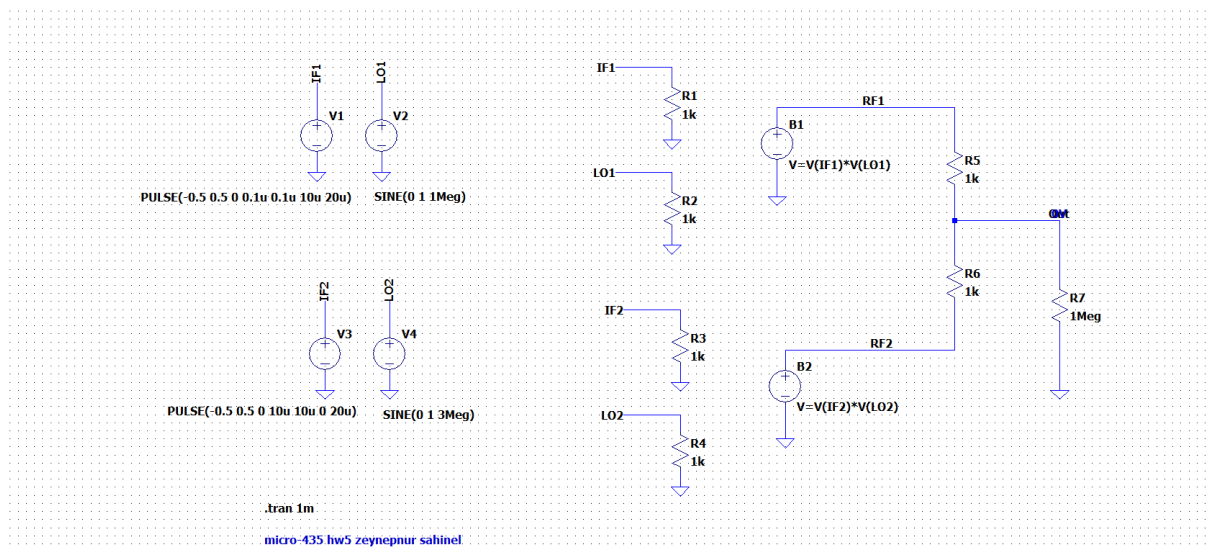 IF1
LO1
V1
V2
PULSE(-0.5 0.5 0 0.1u 0.1u 10u 20u)
SINE(0 1 1Meg)
IF2
LO2
V3
V4
PULSE(-0.5 0.5 0 10u 10u 0 20u)
SINE(0 1 3Meg)
IF1
R1
1k
LO1
R2
1k
IF2
R3
1k
LO2
R4
1k
RF1
B1
V=V(IF1)*V(LO1)
R5
1k
R6
1k
R7
1Meg
RF2
B2
V=V(IF2)*V(LO2)
.tran 1m
micro-435 hw5 zeynepnur sahinel